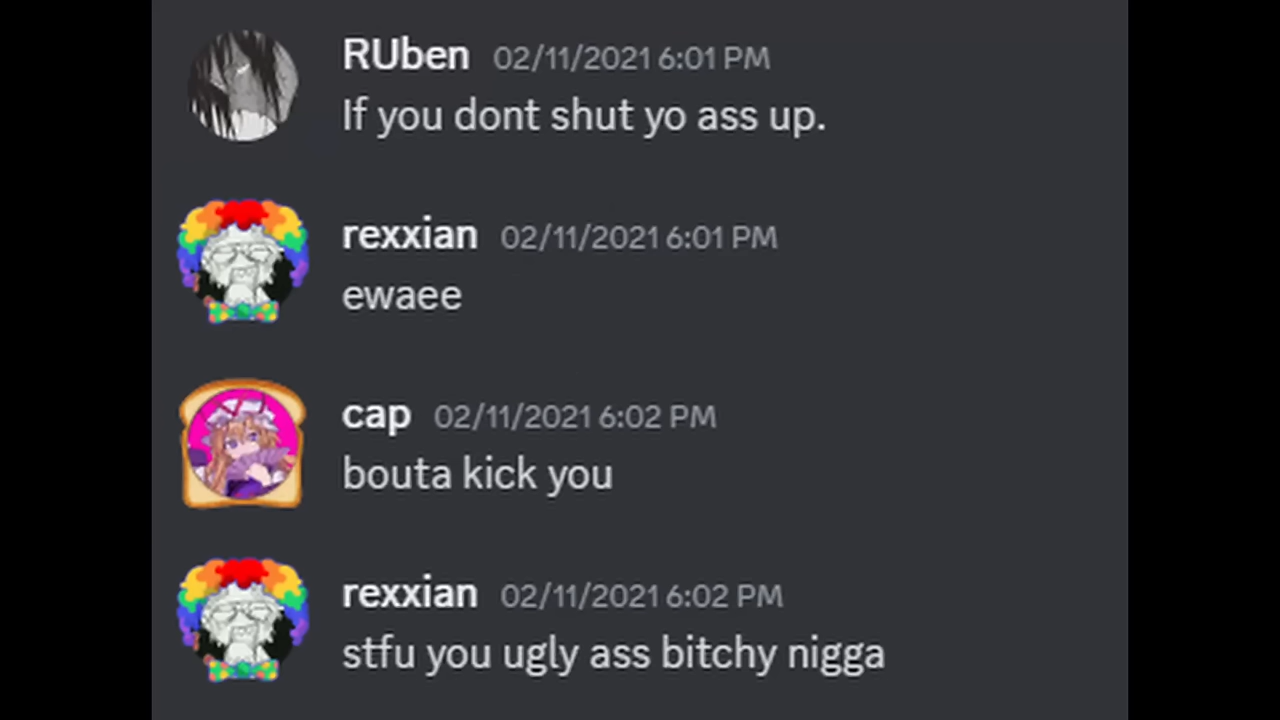 RUben 02/11/2021 6:01 PM
If you dont shut yo ass up.
rexxian 02/11/2021 6:01 PM
ewaee
cap 02/11/2021 6:02 PM
bouta kick you
rexxian 02/11/2021 6:02 PM
stfu you ugly ass bitchy nigga